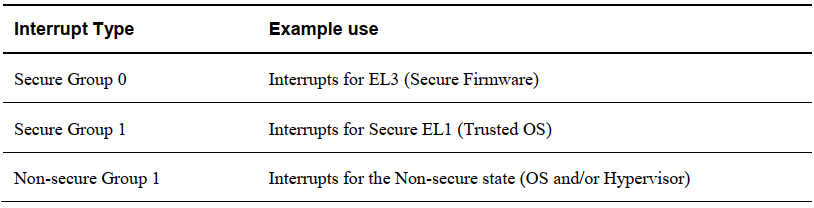 Interrupt Type Example use
Secure Group 0 Interrupts for EL3 (Secure Firmware)
Secure Group 1 Interrupts for Secure EL1 (Trusted OS)
Non-secure Group 1 Interrupts for the Non-secure state (OS and/or Hypervisor)